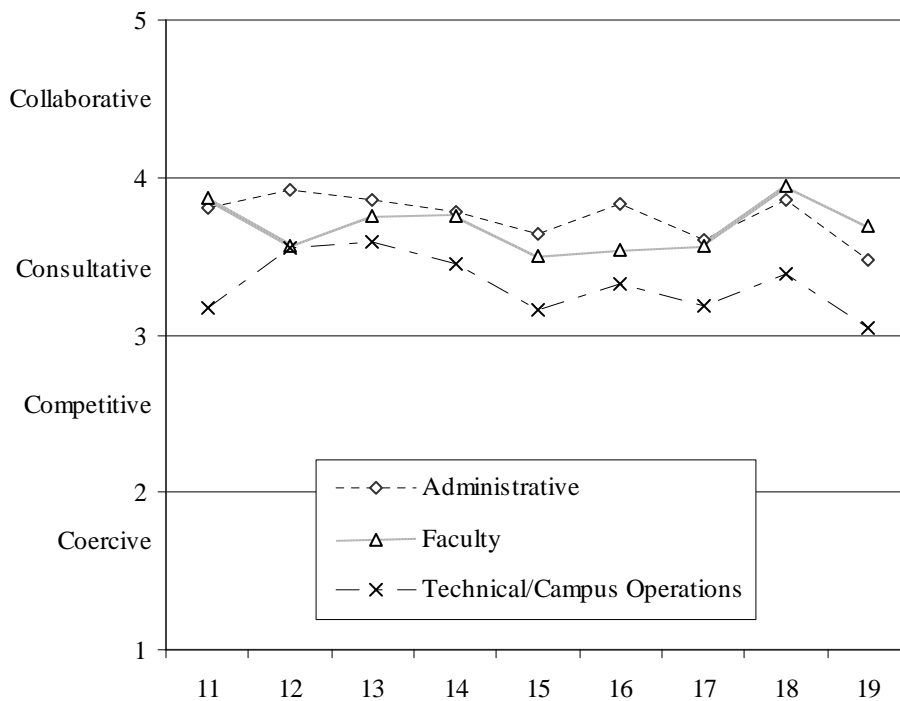 5
Collaborative
4
Consultative
3
Competitive
2
Coercive
1
Administrative
Faculty
Technical/Campus Operations
11 12 13 14 15 16 17 18 19